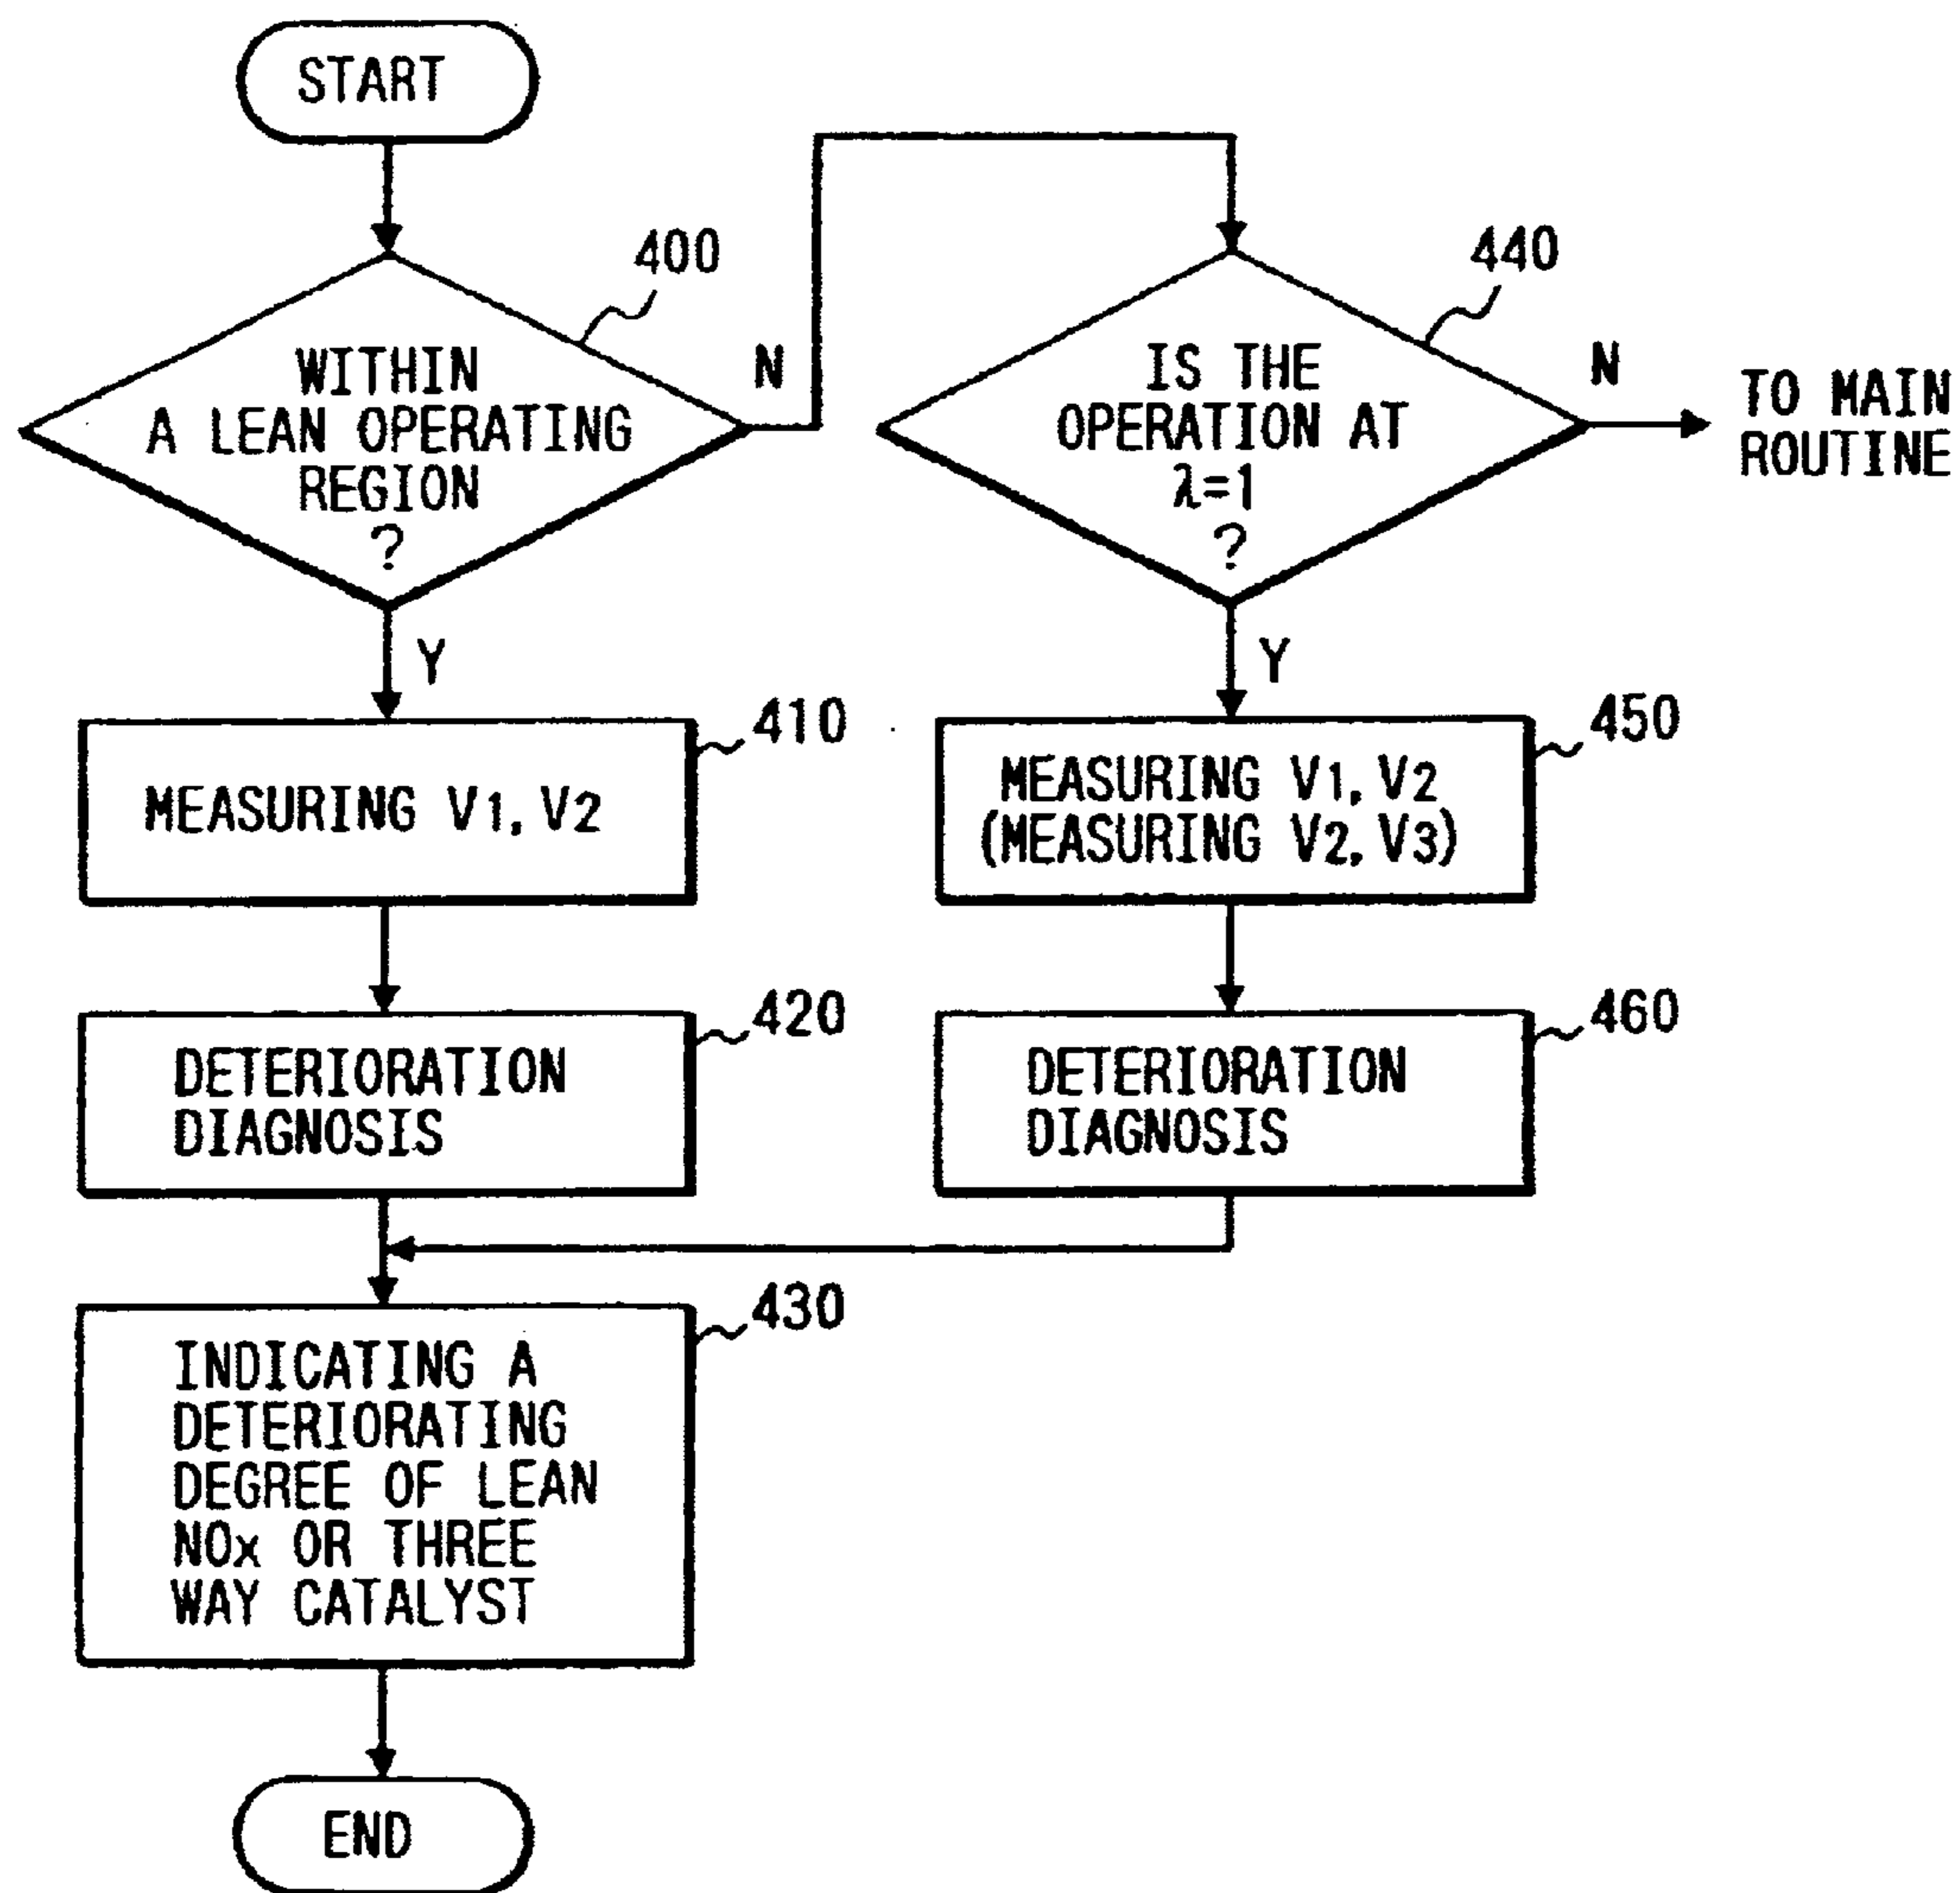 START
400
WITHIN
A LEAN OPERATING
REGION
?
N
Y
440
IS THE
OPERATION AT
λ=1
?
N
TO MAIN
ROUTINE
Y
410
MEASURING V1, V2
450
MEASURING V1, V2
(MEASURING V2, V3)
420
DETERIORATION
DIAGNOSIS
460
DETERIORATION
DIAGNOSIS
430
INDICATING A
DETERIORATING
DEGREE OF LEAN
NOx OR THREE
WAY CATALYST
END